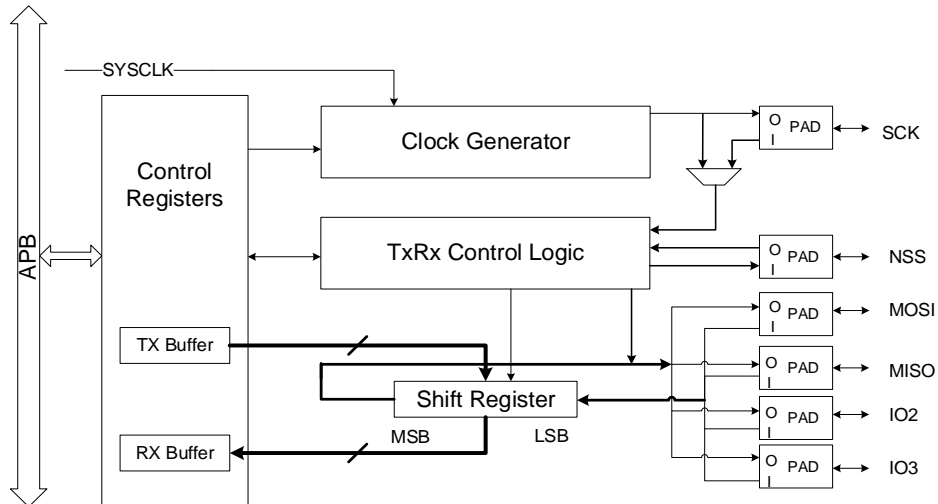 SYSCLK
APB
Control
Registers
Clock Generator
O
I
PAD
SCK
TxRx Control Logic
O
I
PAD
NSS
O
I
PAD
MOSI
TX Buffer
O
I
PAD
MISO
Shift Register
MSB
LSB
O
I
PAD
IO2
RX Buffer
O
I
PAD
IO3